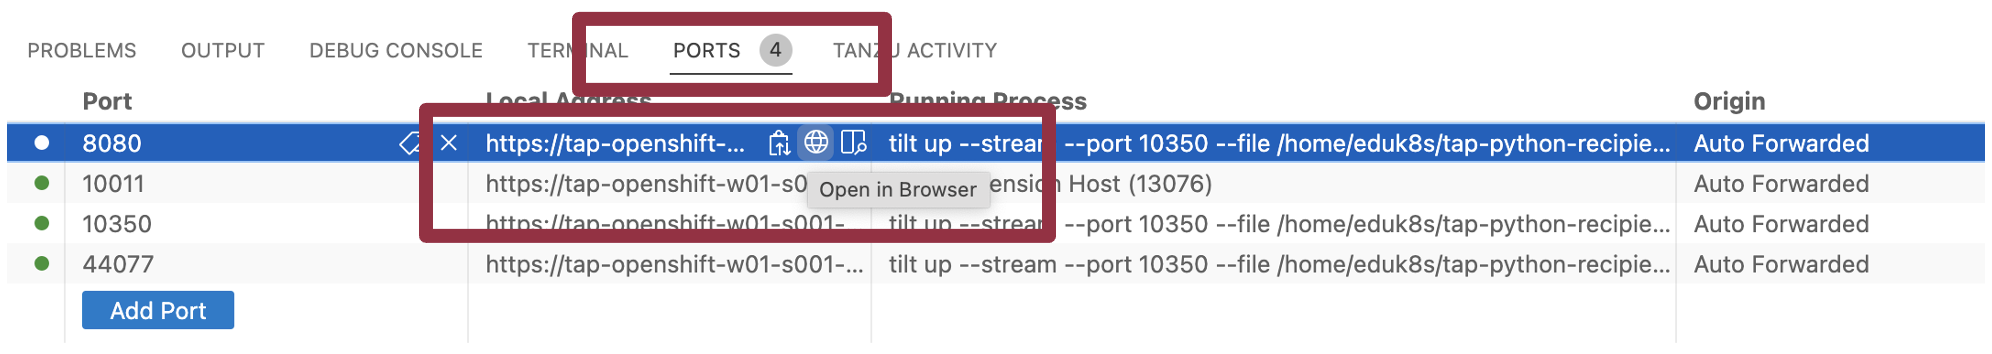 PROBLEMS OUTPUT DEBUG CONSOLE TERMINAL PORTS 4 TANZU ACTIVITY
Port Local Address Running Process Origin
8080 https://tap-openshift-... tilt up --stream --port 10350 --file /home/eduk8s/tap-python-recipie... Auto Forwarded
10011 https://tap-openshift-w01-s0 ension Host (13076) Auto Forwarded
Open in Browser
10350 https://tap-openshift-w01-s001- tilt up --stream --port 10350 --file /home/eduk8s/tap-python-recipie... Auto Forwarded
44077 https://tap-openshift-w01-s001-... tilt up --stream --port 10350 --file /home/eduk8s/tap-python-recipie... Auto Forwarded
Add Port